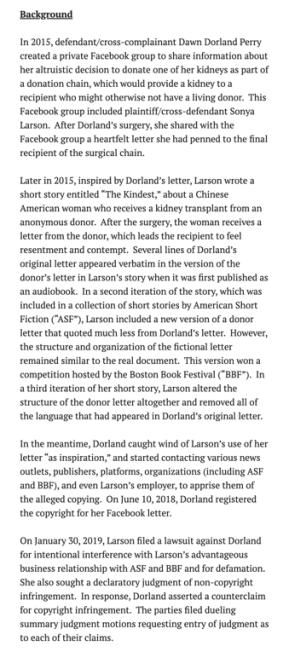 Background
In 2015, defendant/cross-complainant Dawn Dorland Perry
created a private Facebook group to share information about
her altruistic decision to donate one of her kidneys as part of
a donation chain, which would provide a kidney to a
recipient who might otherwise not have a living donor.  This
Facebook group included plaintiff/cross-defendant Sonya
Larson.  After Dorland's surgery, she shared with the
Facebook group a heartfelt letter she had penned to the final
recipient of the surgical chain.
Later in 2015, inspired by Dorland's letter, Larson wrote a
short story entitled "The Kindest," about a Chinese
American woman who receives a kidney transplant from an
anonymous donor.  After the surgery, the woman receives a
letter from the donor, which leads the recipient to feel
resentment and contempt.  Several lines of Dorland's
original letter appeared verbatim in the version of the
donor's letter in Larson's story when it was first published as
an audiobook.  In a second iteration of the story, which was
included in a collection of short stories by American Short
Fiction ("ASF"), Larson included a new version of a donor
letter that quoted much less from Dorland's letter.  However,
the structure and organization of the fictional letter
remained similar to the real document.  This version won a
competition hosted by the Boston Book Festival ("BBF").  In
a third iteration of her short story, Larson altered the
structure of the donor letter altogether and removed all of
the language that had appeared in Dorland's original letter.
In the meantime, Dorland caught wind of Larson's use of her
letter "as inspiration," and started contacting various news
outlets, publishers, platforms, organizations (including ASF
and BBF), and even Larson's employer, to apprise them of
the alleged copying.  On June 10, 2018, Dorland registered
the copyright for her Facebook letter.
On January 30, 2019, Larson filed a lawsuit against Dorland
for intentional interference with Larson's advantageous
business relationship with ASF and BBF and for defamation.
She also sought a declaratory judgment of non-copyright
infringement.  In response, Dorland asserted a counterclaim
for copyright infringement.  The parties filed dueling
summary judgment motions requesting entry of judgment as
to each of their claims.